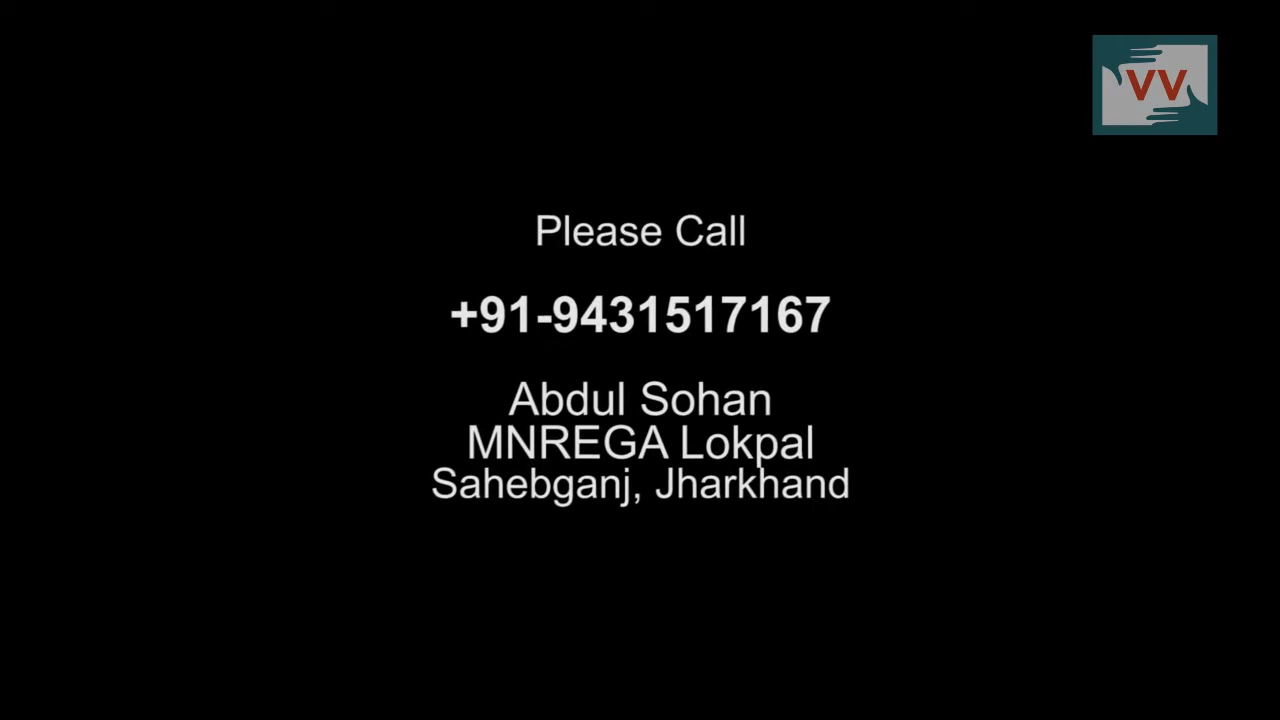 VV
Please Call
+91-9431517167
Abdul Sohan
MNREGA Lokpal
Sahebganj, Jharkhand